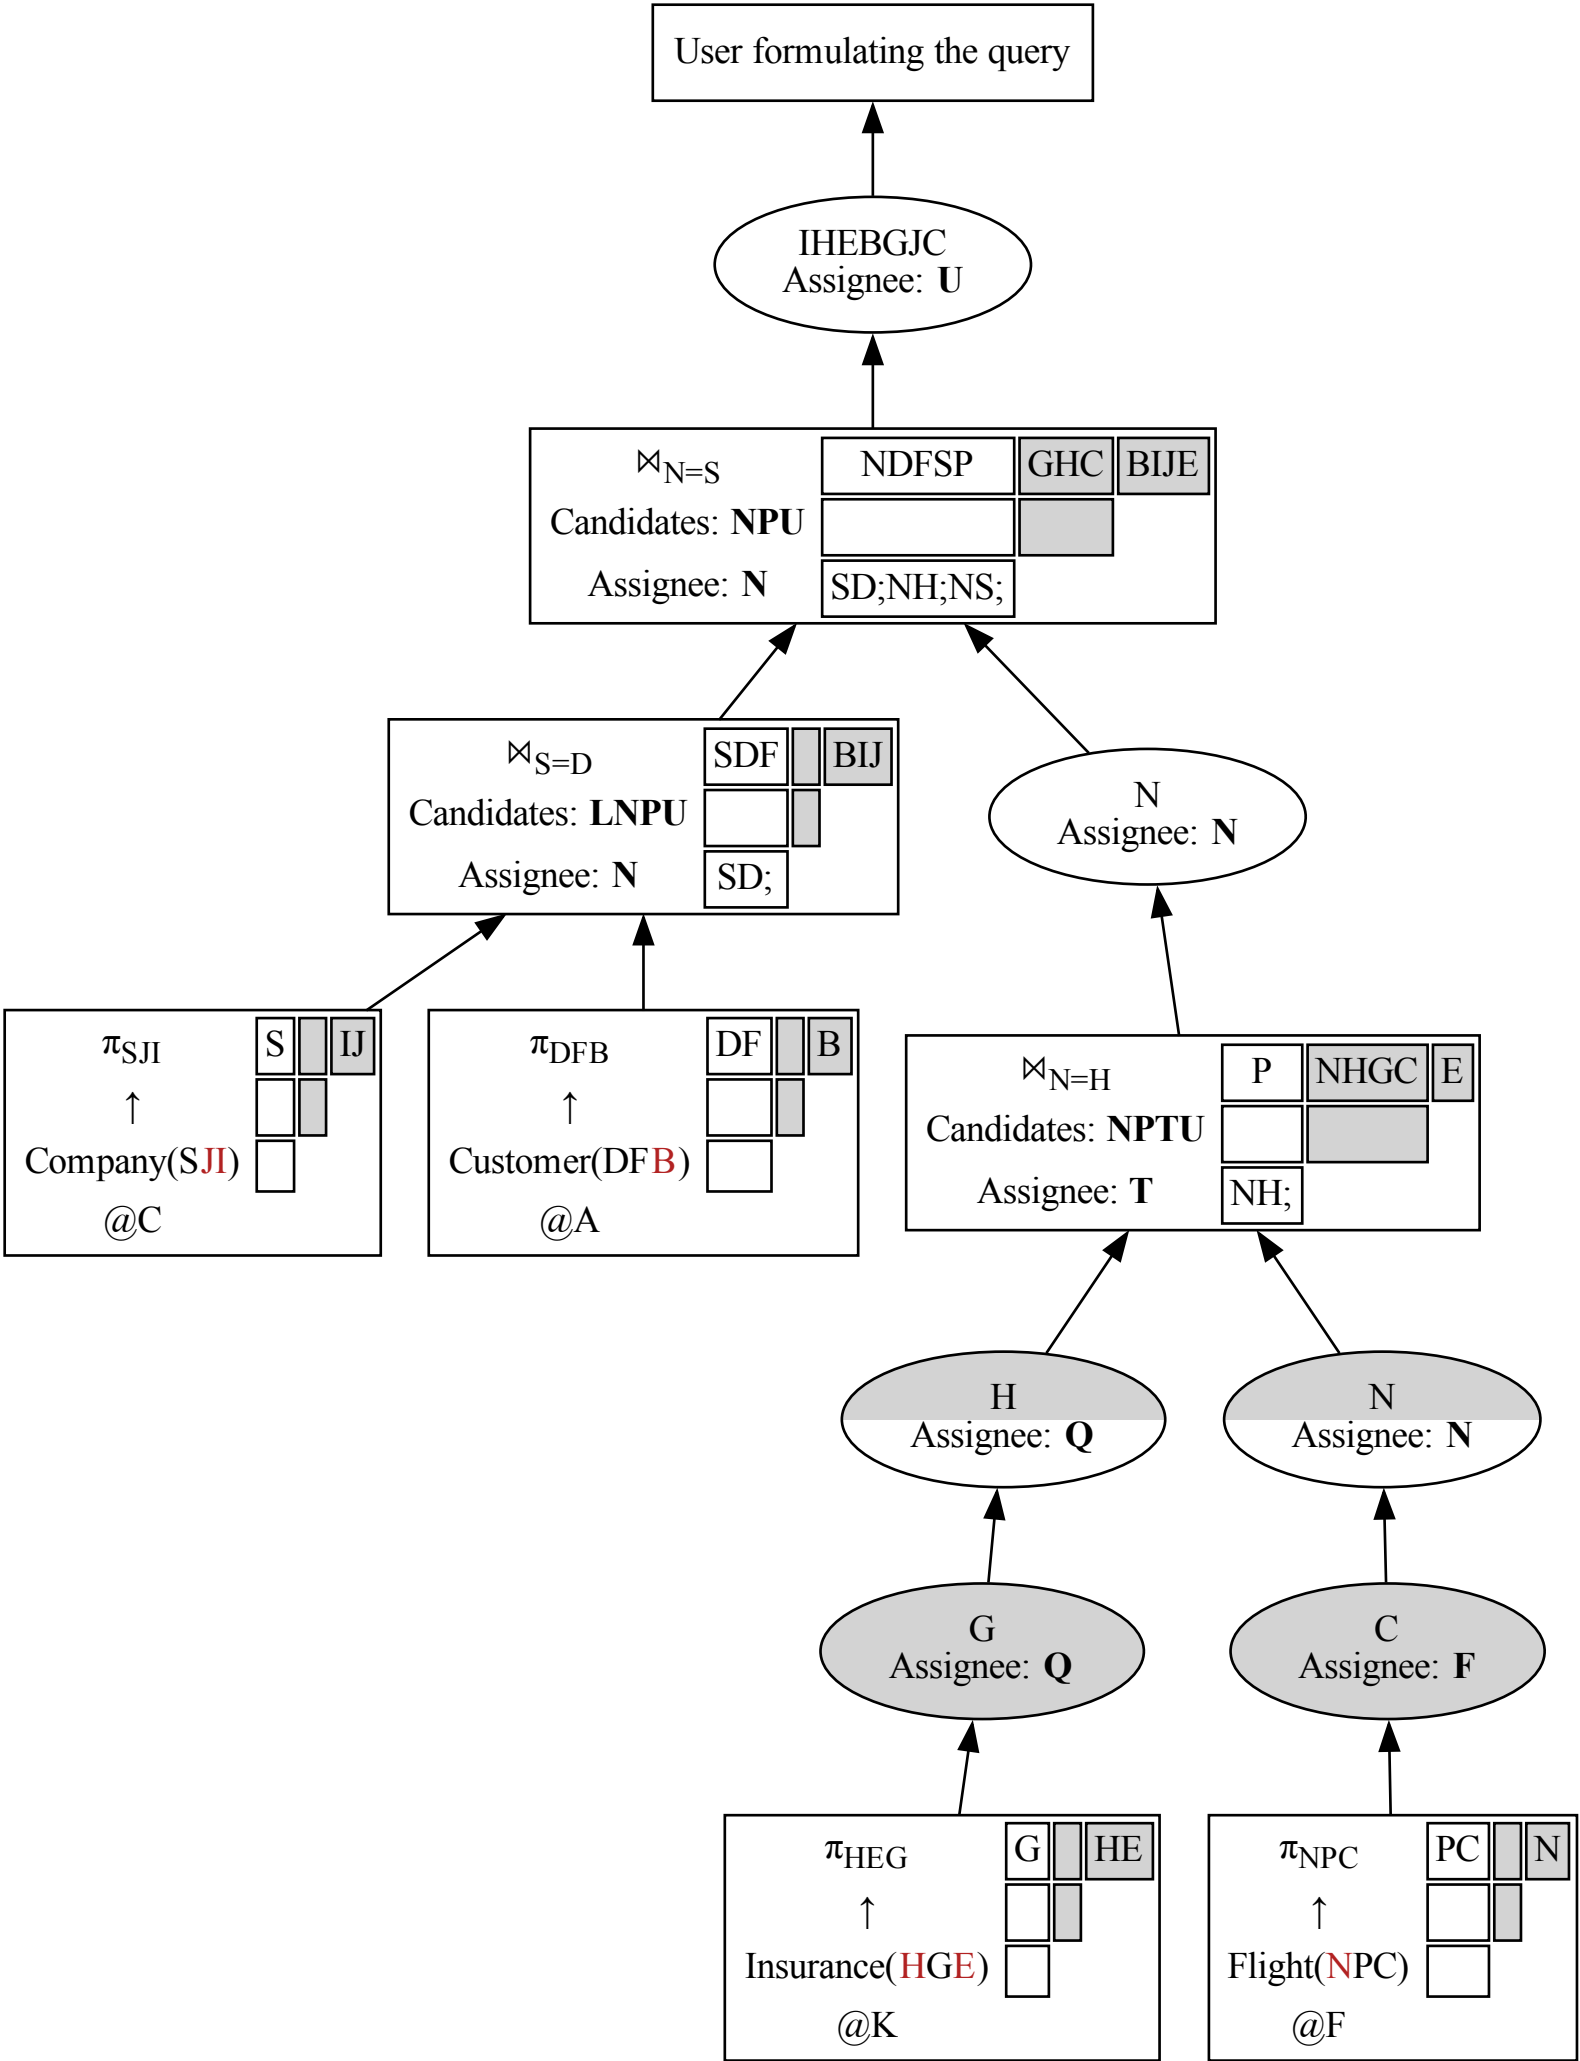 User formulating the query
IHEBGJC
Assignee: U
⋈N=S
NDFSP GHC BIJE
Candidates: NPU
Assignee: N
SD;NH;NS;
⋈S=D
SDF BIJ
Candidates: LNPU
Assignee: N
SD;
N
Assignee: N
πSJI
S IJ
↑
Company(SJI)
@C
πDFB
DF B
↑
Customer(DFB)
@A
⋈N=H
P NHGC E
Candidates: NPTU
Assignee: T
NH;
H
Assignee: Q
N
Assignee: N
G
Assignee: Q
C
Assignee: F
πHEG
G HE
↑
Insurance(HGE)
@K
πNPC
PC N
↑
Flight(NPC)
@F